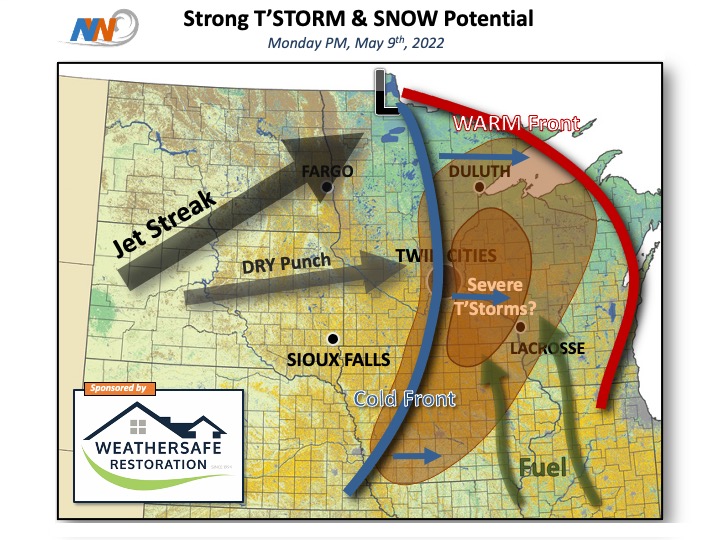 NN
Strong T'STORM & SNOW Potential
Monday PM, May 9th, 2022
L
WARM Front
FARGO
DULUTH
Jet Streak
DRY Punch
TWIN CITIES
Severe
T'Storms?
SIOUX FALLS
LACROSSE
Cold Front
Fuel
Sponsored by
WEATHERSAFE
RESTORATION